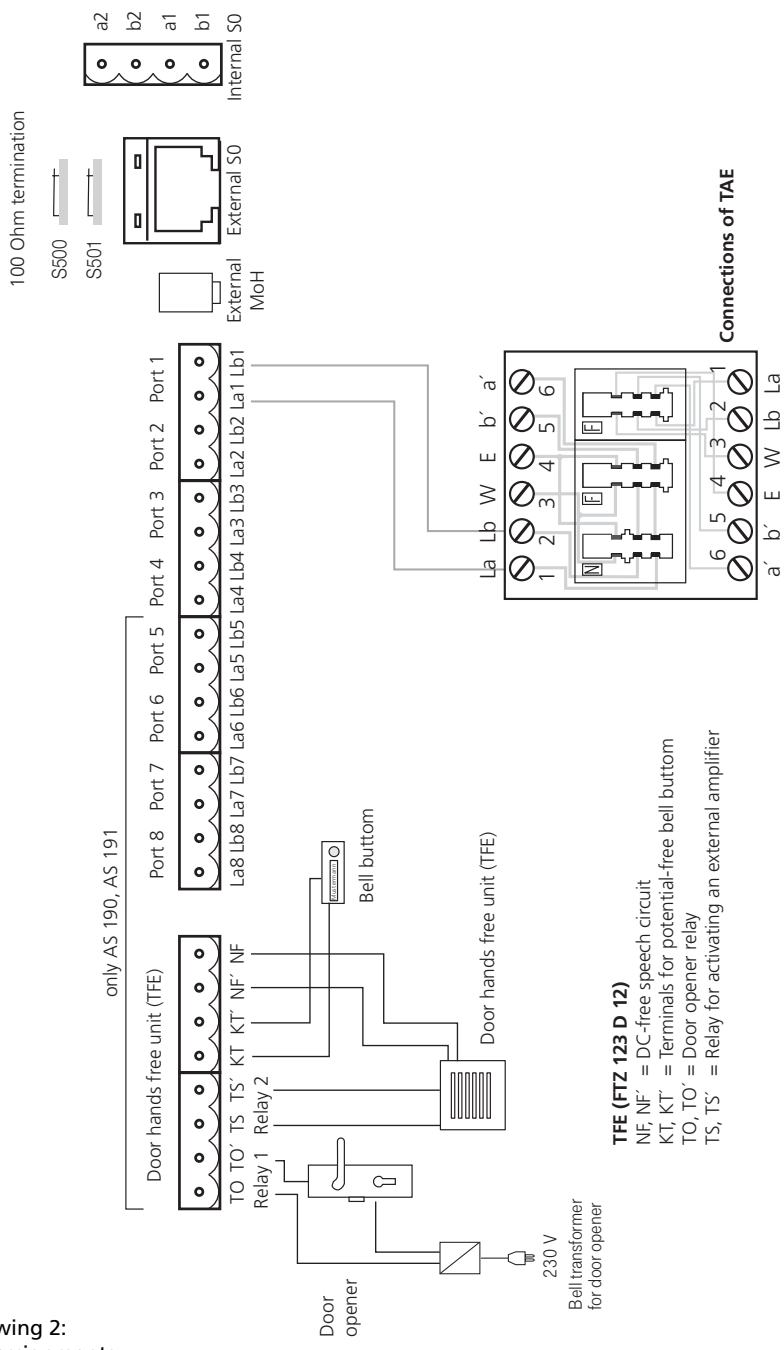 wing 2:
100 Ohm termination
S500
S501
a2
b2
a1
b1
Internal S0
External S0
External
MoH
only AS 190, AS 191
Door hands free unit (TFE)
Port 8 Port 7 Port 6 Port 5 Port 4 Port 3 Port 2 Port 1
TO TO´ TS TS´ KT KT´ NF´ NF
Relay 1 Relay 2
La8 Lb8 La7 Lb7 La6 Lb6 La5 Lb5 La4 Lb4 La3 Lb3 La2 Lb2 La1 Lb1
Door
opener
Mustermann
Bell buttom
Door hands free unit (TFE)
230 V
Bell transformer
for door opener
La Lb W E b´ a´
1 2 3 4 5 6
N F F
6 5 4 3 2 1
a´ b´ E W Lb La
Connections of TAE
TFE (FTZ 123 D 12)
NF, NF´ = DC-free speech circuit
KT, KT´ = Terminals for potential-free bell buttom
TO, TO´ = Door opener relay
TS, TS´ = Relay for activating an external amplifier